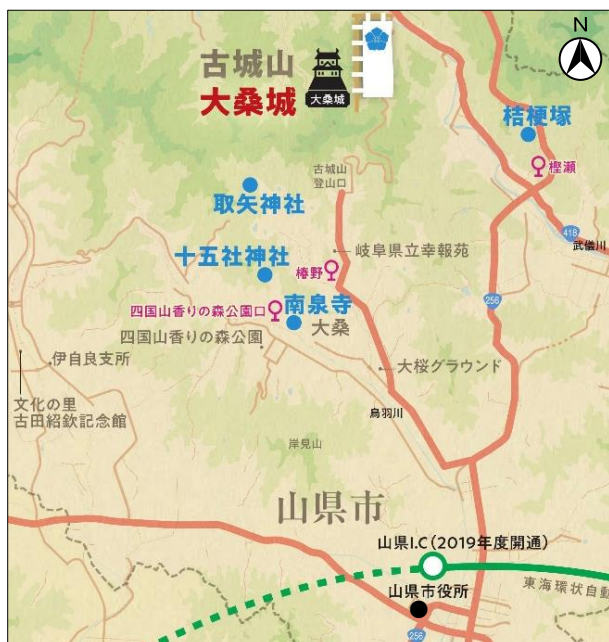 N
古城山
大桑城
大桑城
桔梗塚
樫瀬
古城山
登山口
取矢神社
418
武儀川
岐阜県立幸報苑
十五社神社
椿野
256
四国山香りの森公園口
南泉寺
大桑
四国山香りの森公園
伊自良支所
大桜グラウンド
文化の里
古田紹欽記念館
鳥羽川
岸見山
山県市
山県I.C(2019年度開通)
東海環状自動
山県市役所
256